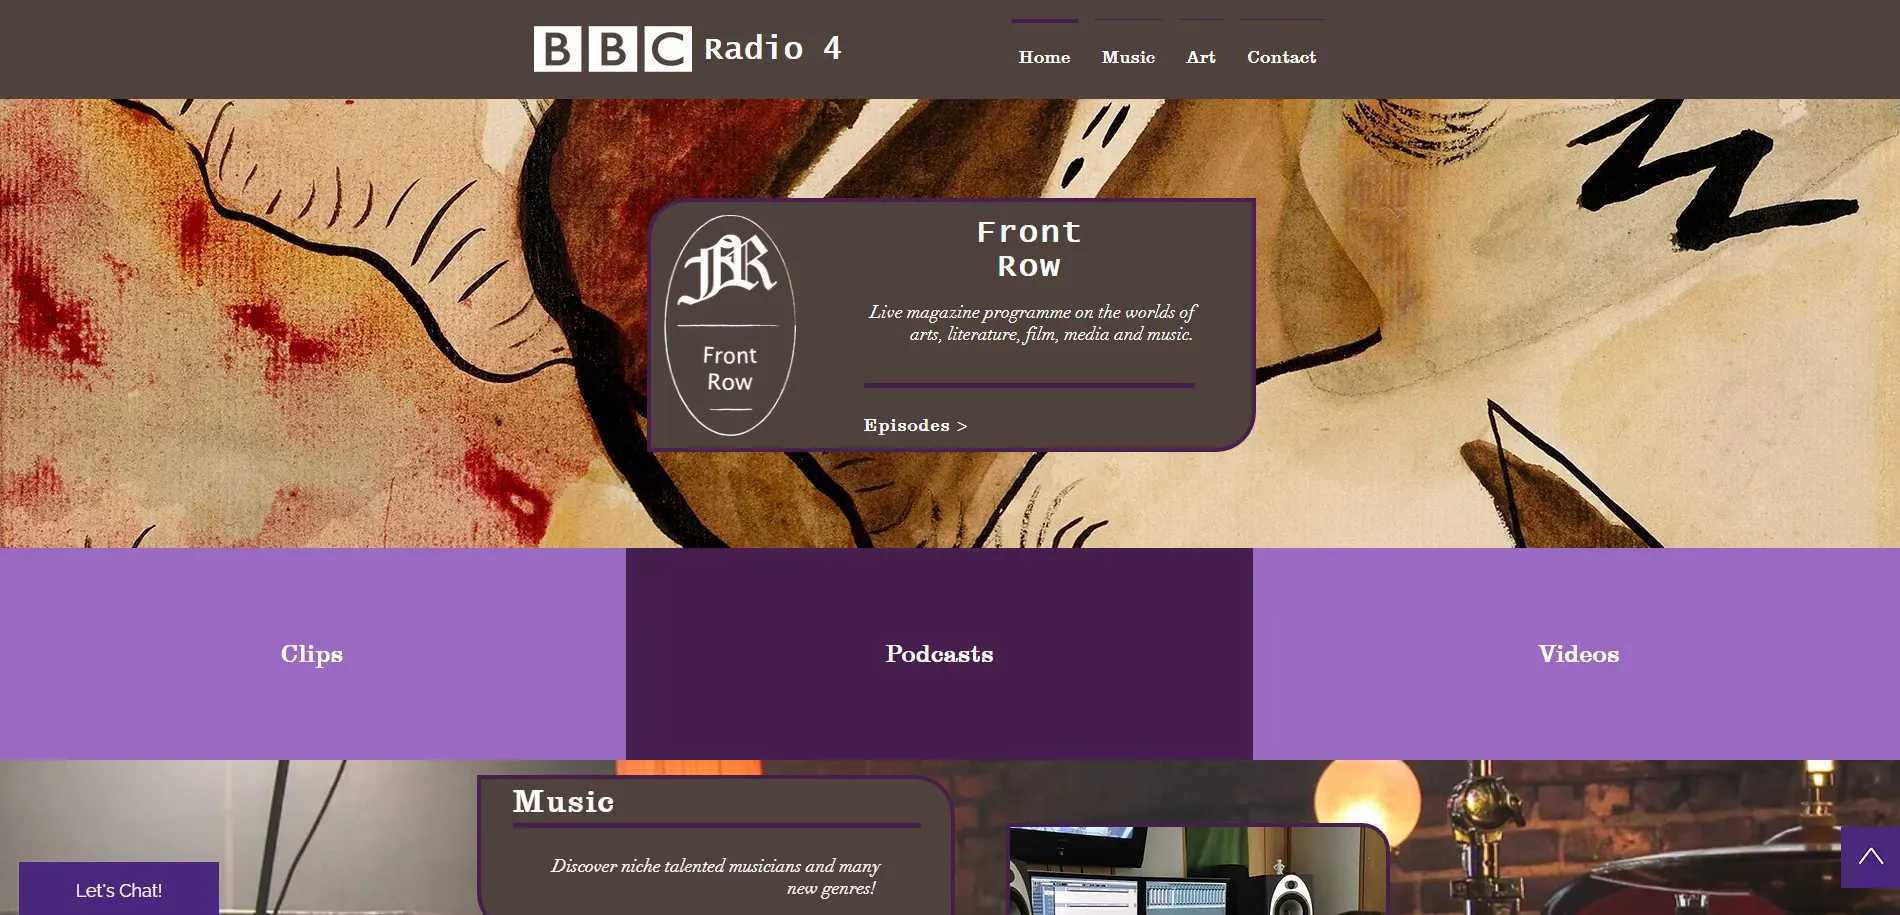 BBC Radio 4
Home Music Art Contact
FR
Front
Row
Front
Row
Live magazine programme on the worlds of
arts, literature, film, media and music.
Episodes >
Clips
Podcasts
Videos
Music
Discover niche talented musicians and many
new genres!
Let's Chat!